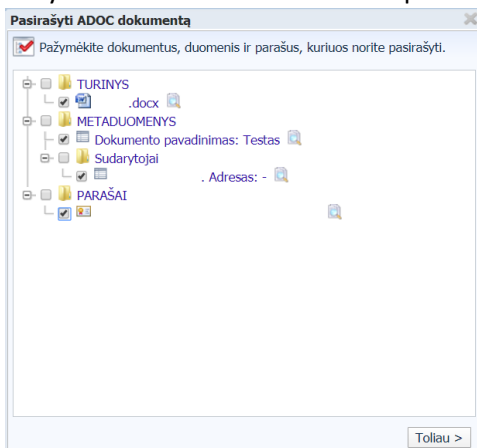 Pasirašyti ADOC dokumentą
Pažymėkite dokumentus, duomenis ir parašus, kuriuos norite pasirašyti.
TURINYS
.docx
METADUOMENYS
Dokumento pavadinimas: Testas
Sudarytojai
. Adresas: -
PARAŠAI
Toliau >